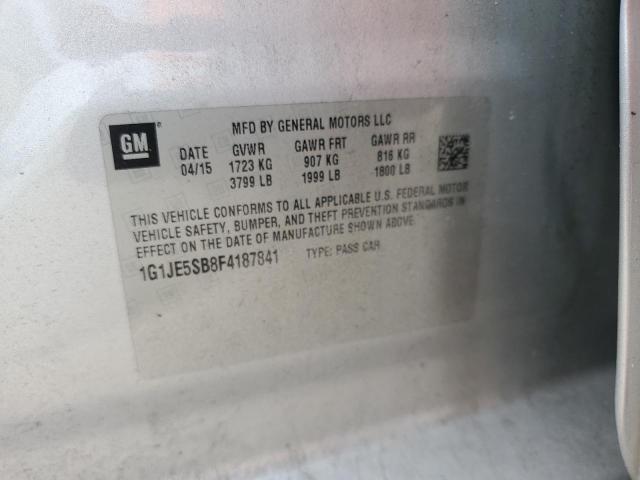 GM ®
MFD BY GENERAL MOTORS LLC
DATE GVWR GAWR FRT GAWR RR
04/15 1723 KG 907 KG 816 KG
3799 LB 1999 LB 1800 LB
THIS VEHICLE CONFORMS TO ALL APPLICABLE U.S. FEDERAL MOTOR
VEHICLE SAFETY, BUMPER, AND THEFT PREVENTION STANDARDS IN
EFFECT ON THE DATE OF MANUFACTURE SHOWN ABOVE.
1G1JE5SB8F4187841 TYPE: PASS CAR